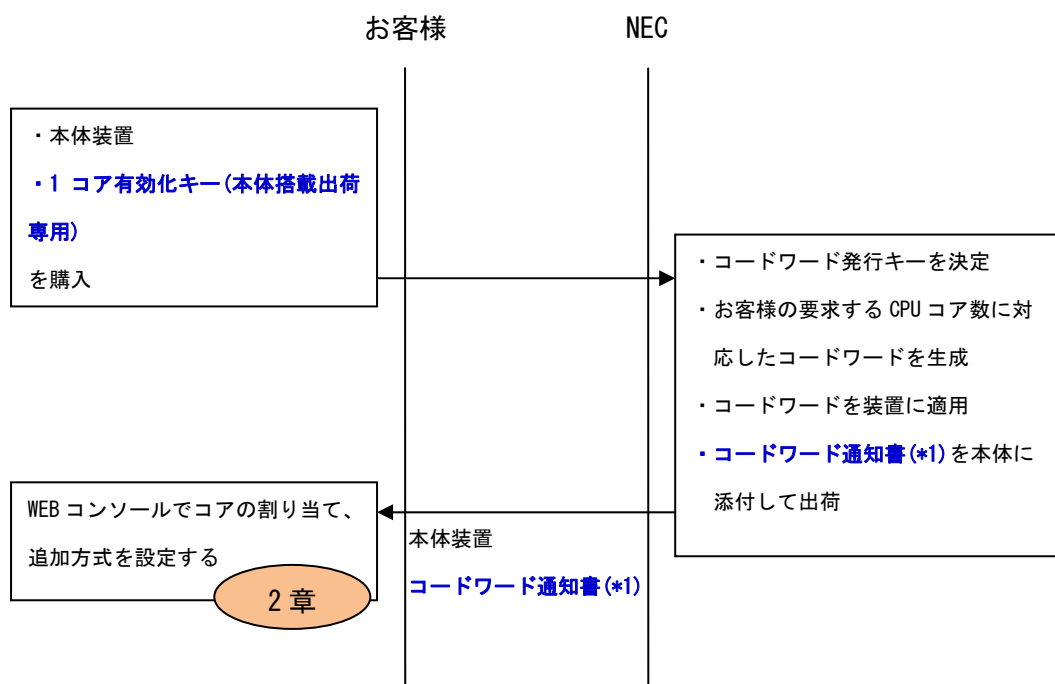 お客様
NEC
・本体装置
・1 コア有効化キー(本体搭載出荷
専用)
を購入
・コードワード発行キーを決定
・お客様の要求する CPU コア数に対
応したコードワードを生成
・コードワードを装置に適用
・コードワード通知書(*1)を本体に
添付して出荷
WEB コンソールでコアの割り当て、
追加方式を設定する
2 章
本体装置
コードワード通知書(*1)